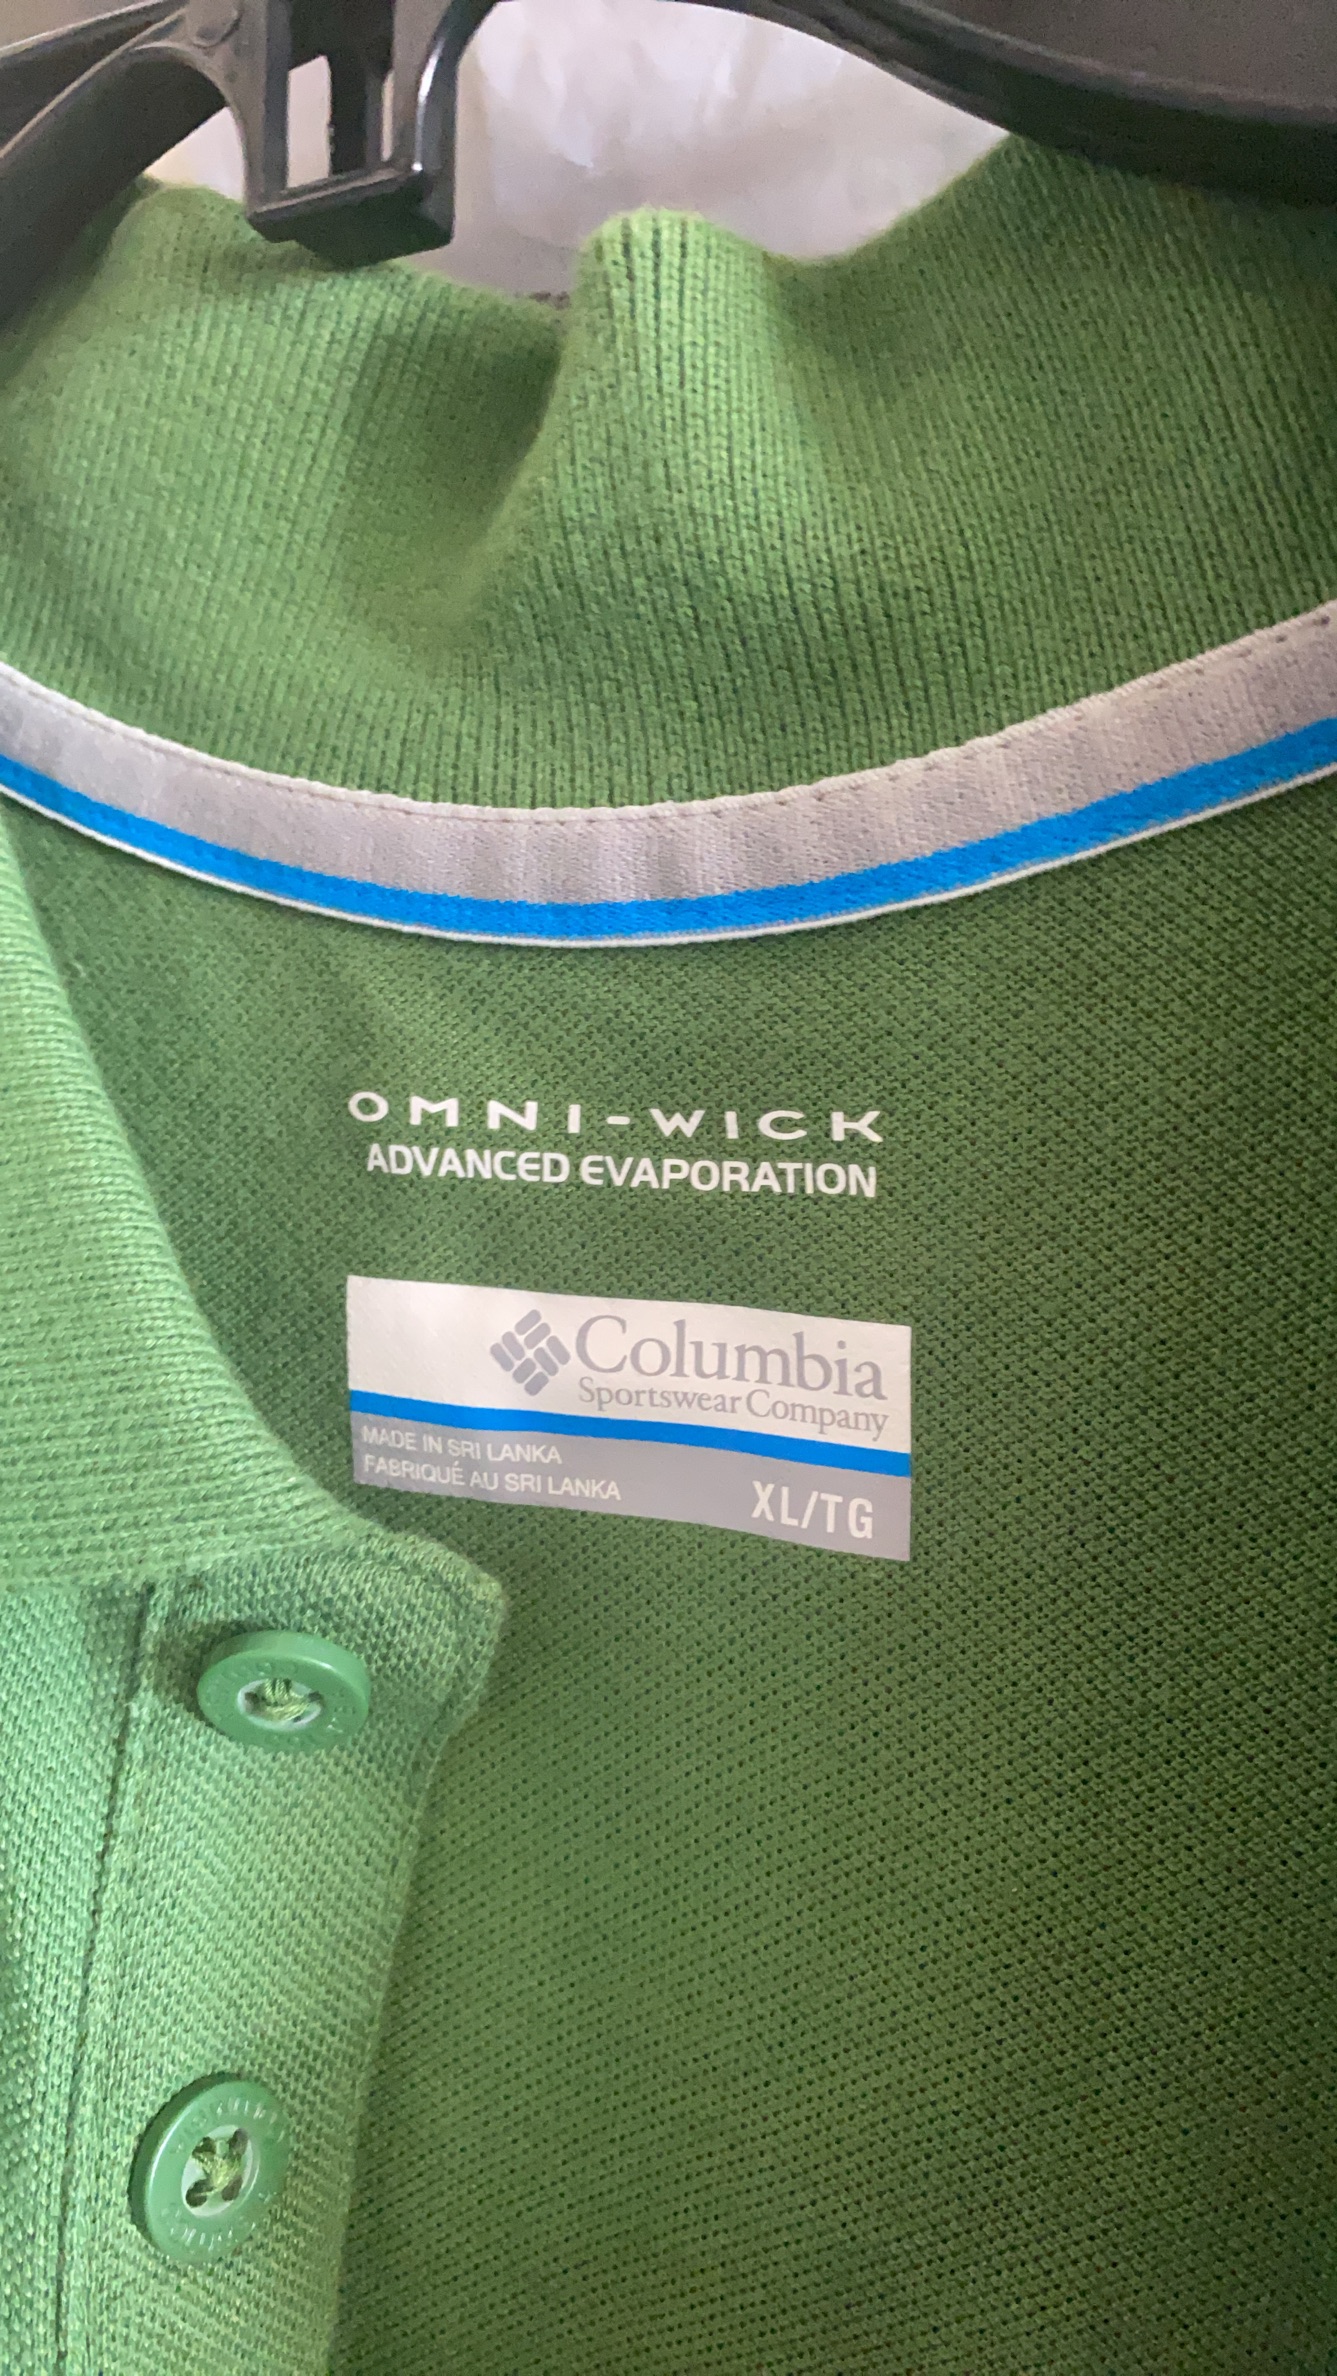 OMNI-WICK
ADVANCED EVAPORATION
Columbia
Sportswear Company
MADE IN SRI LANKA
FABRIQUÉ AU SRI LANKA
XL/TG